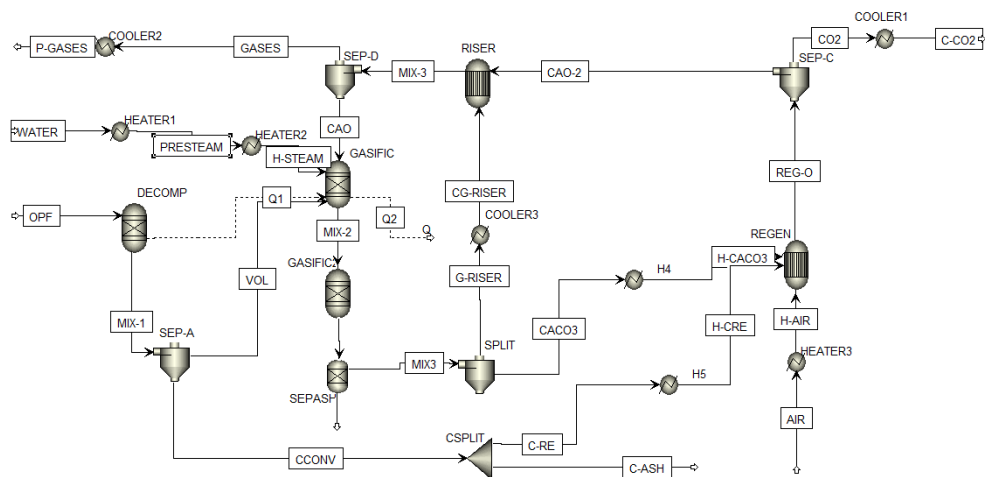 COOLER1
P-GASES
COOLER2
GASES
CO2
C-CO2
SEP-D
RISER
SEP-C
MIX-3
CAO-2
WATER
HEATER1
CAO
PRESTEAM
HEATER2
GASIFIC
H-STEAM
REG-O
DECOMP
Q1
CG-RISER
OPF
Q2
Q
COOLER3
MIX-2
REGEN
VOL
GASIFIC2
G-RISER
H4
H-CACO3
MIX-1
SEP-A
CACO3
H-CRE
H-AIR
SPLIT
MIX3
HEATER3
H5
SEPASH
CSPLIT
AIR
C-RE
CCONV
C-ASH